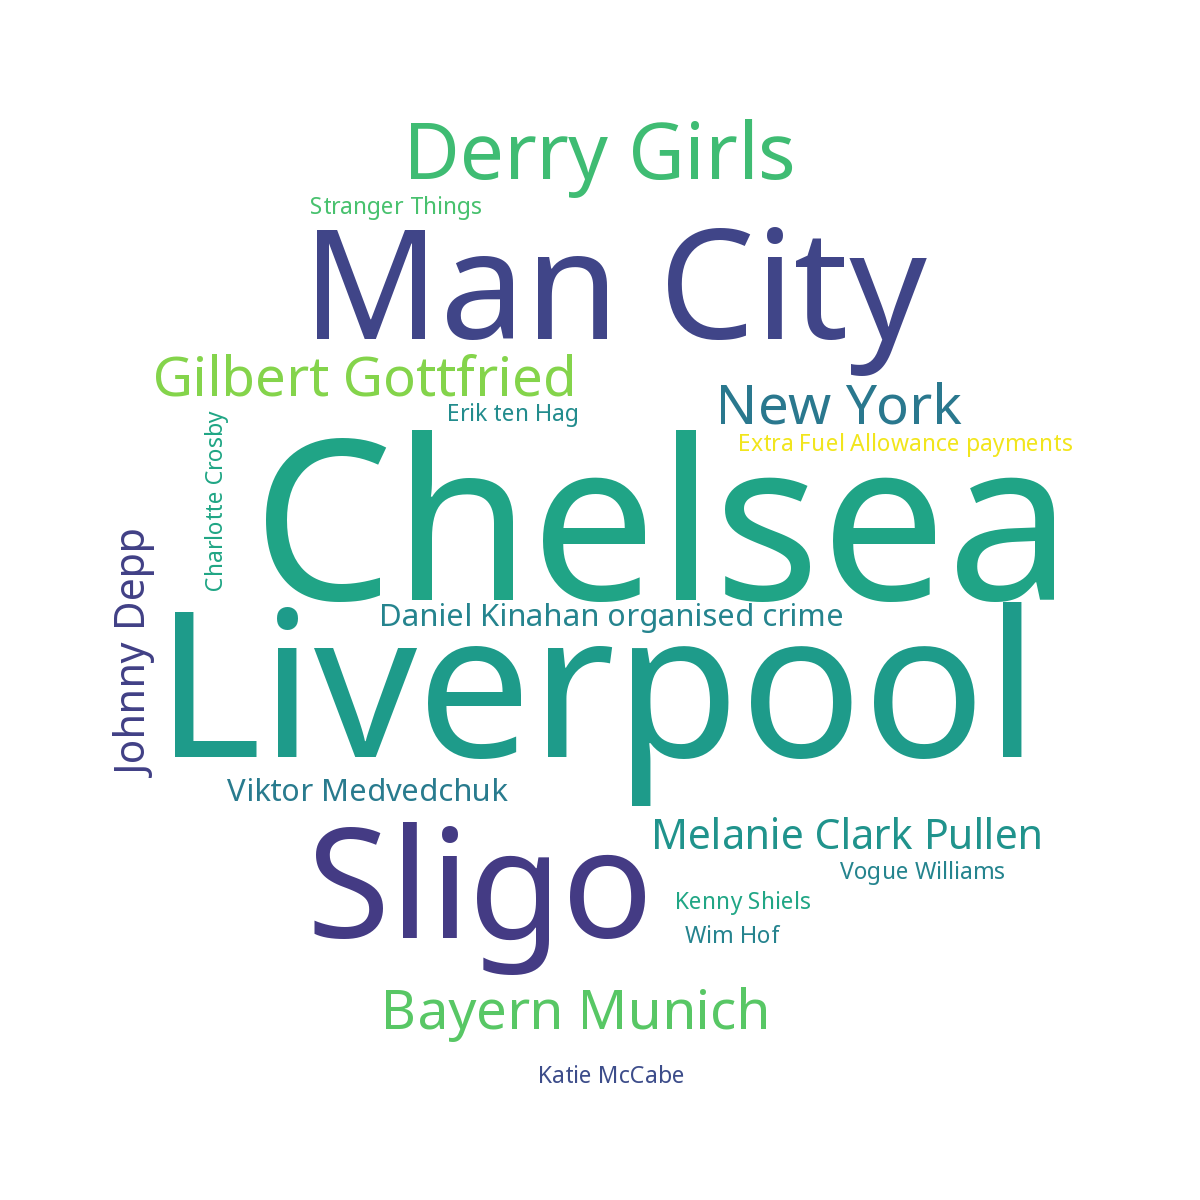 Derry Girls
Stranger Things
Man City
Gilbert Gottfried
New York
Erik ten Hag
Extra Fuel Allowance payments
Charlotte Crosby
Chelsea
Johnny Depp
Daniel Kinahan organised crime
Liverpool
Viktor Medvedchuk
Sligo
Melanie Clark Pullen
Vogue Williams
Kenny Shiels
Wim Hof
Bayern Munich
Katie McCabe